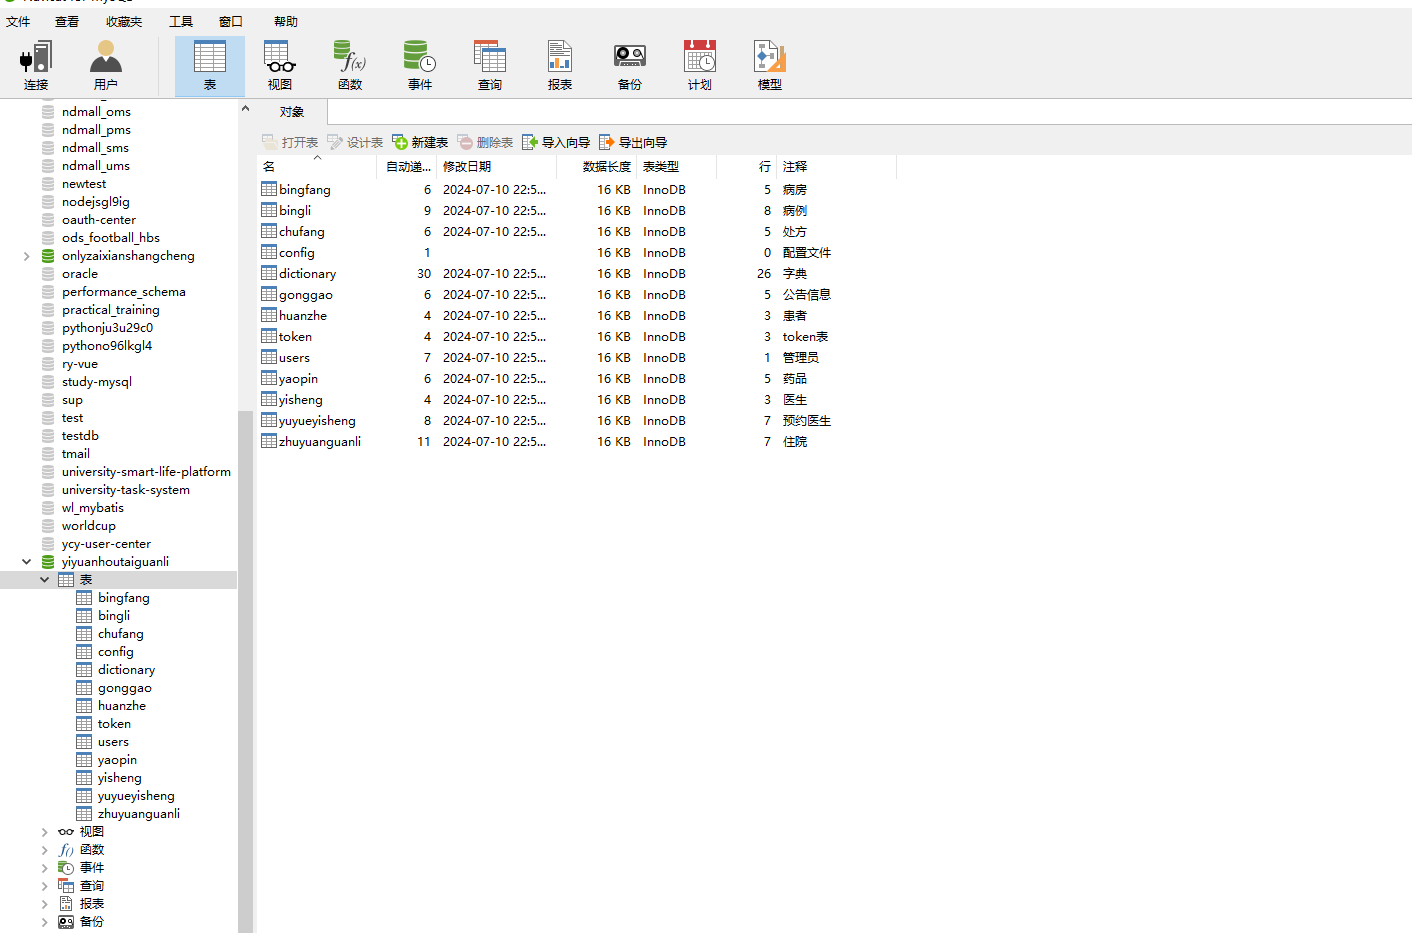 文件 查看 收藏夹 工具 窗口 帮助
连接 用户 表 视图 函数 事件 查询 报表 备份 计划 模型
对象
打开表 设计表 新建表 删除表 导入向导 导出向导
名 自动递... 修改日期 数据长度 表类型 行 注释
bingfang 6 2024-07-10 22:5... 16 KB InnoDB 5 病房
bingli 9 2024-07-10 22:5... 16 KB InnoDB 8 病例
chufang 6 2024-07-10 22:5... 16 KB InnoDB 5 处方
config 1 16 KB InnoDB 0 配置文件
dictionary 30 2024-07-10 22:5... 16 KB InnoDB 26 字典
gonggao 6 2024-07-10 22:5... 16 KB InnoDB 5 公告信息
huanzhe 4 2024-07-10 22:5... 16 KB InnoDB 3 患者
token 4 2024-07-10 22:5... 16 KB InnoDB 3 token表
users 7 2024-07-10 22:5... 16 KB InnoDB 1 管理员
yaopin 6 2024-07-10 22:5... 16 KB InnoDB 5 药品
yisheng 4 2024-07-10 22:5... 16 KB InnoDB 3 医生
yuyueyisheng 8 2024-07-10 22:5... 16 KB InnoDB 7 预约医生
zhuyuanguanli 11 2024-07-10 22:5... 16 KB InnoDB 7 住院
ndmall_oms
ndmall_pms
ndmall_sms
ndmall_ums
newtest
nodejsgl9ig
oauth-center
ods_football_hbs
onlyzaixianshangcheng
oracle
performance_schema
practical_training
pythonju3u29c0
pythono96lkgl4
ry-vue
study-mysql
sup
test
testdb
tmail
university-smart-life-platform
university-task-system
wl_mybatis
worldcup
ycy-user-center
yiyuanhoutaiguanli
表
bingfang
bingli
chufang
config
dictionary
gonggao
huanzhe
token
users
yaopin
yisheng
yuyueyisheng
zhuyuanguanli
视图
函数
事件
查询
报表
备份